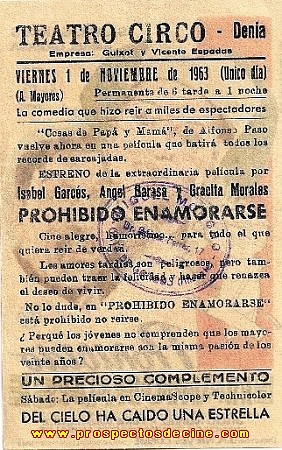 TEATRO CIRCO - Denia
Empresa: Guixot y Vicente Espadas
VIERNES 1 de NOVIEMBRE de 1963 (Unico día)
(A. Mayores) Permanente de 6 tarde a 1 noche
La comedia que hizo reir a miles de espectadores
"Cosas de Papá y Mamá", de Alfonso Paso
vuelve ahora en una película que batirá todos los
records de carcajadas.
ESTRENO de la extraordinaria película por
Isabel Garcés, Angel Garasa y Gracita Morales
PROHIBIDO ENAMORARSE
Cine alegre, humorístico... para todo el que
quiera reir de verdad.
Los amores tardíos son peligrosos, pero tam-
bién pueden traer la felicidad y hacer que renazca
el deseo de vivir.
No lo dude, en "PROHIBIDO ENAMORARSE"
está prohibido no reirse.
¿Porqué los jóvenes no comprenden que los mayo-
res pueden enamorarse con la misma pasión de los
veinte años?
UN PRECIOSO COMPLEMENTO
Sábado: La película en CinemaScope y Technicolor
DEL CIELO HA CAIDO UNA ESTRELLA
www.prospectosdecine.com